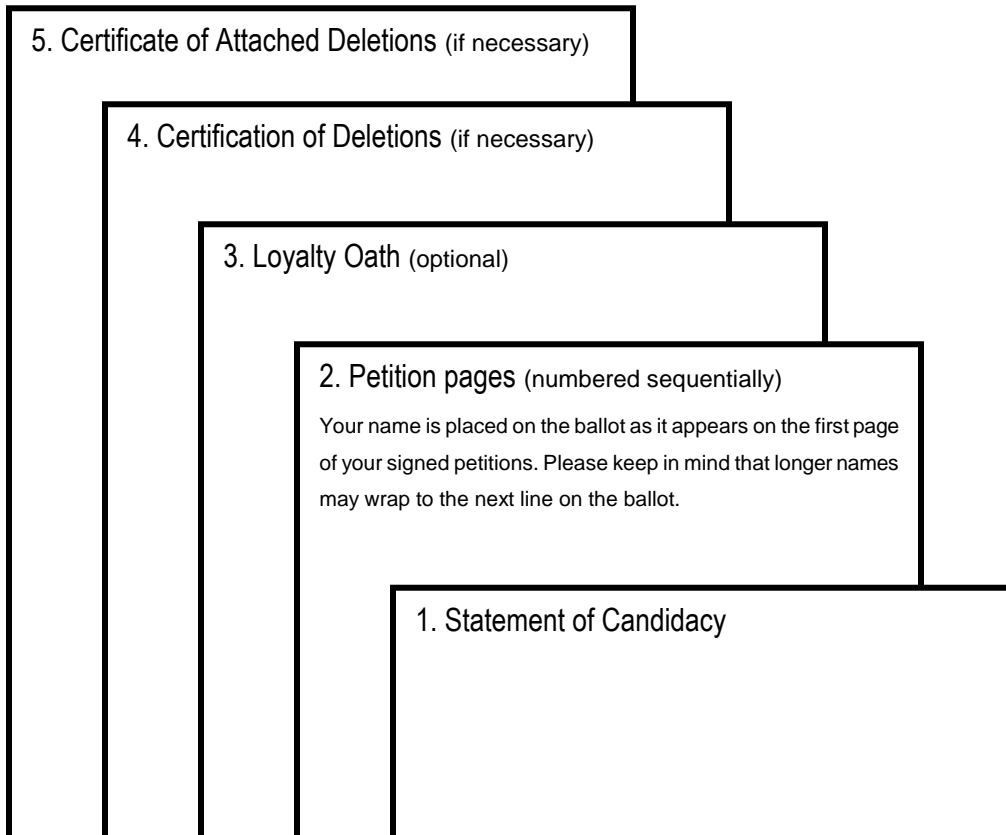 5. Certificate of Attached Deletions (if necessary)
4. Certification of Deletions (if necessary)
3. Loyalty Oath (optional)
2. Petition pages (numbered sequentially)
Your name is placed on the ballot as it appears on the first page
of your signed petitions. Please keep in mind that longer names
may wrap to the next line on the ballot.
1. Statement of Candidacy